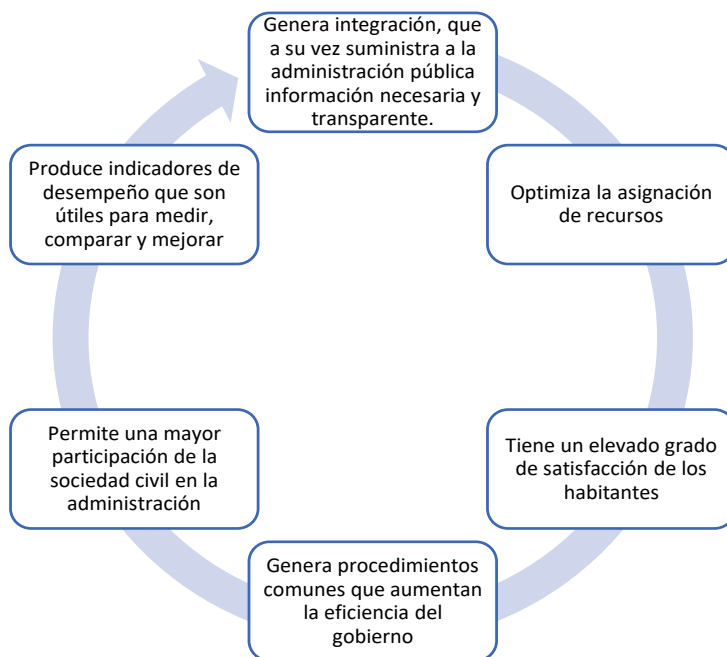 Genera integración, que
a su vez suministra a la
administración pública
información necesaria y
transparente.
Optimiza la asignación
de recursos
Tiene un elevado grado
de satisfacción de los
habitantes
Genera procedimientos
comunes que aumentan
la eficiencia del
gobierno
Permite una mayor
participación de la
sociedad civil en la
administración
Produce indicadores de
desempeño que son
útiles para medir,
comparar y mejorar